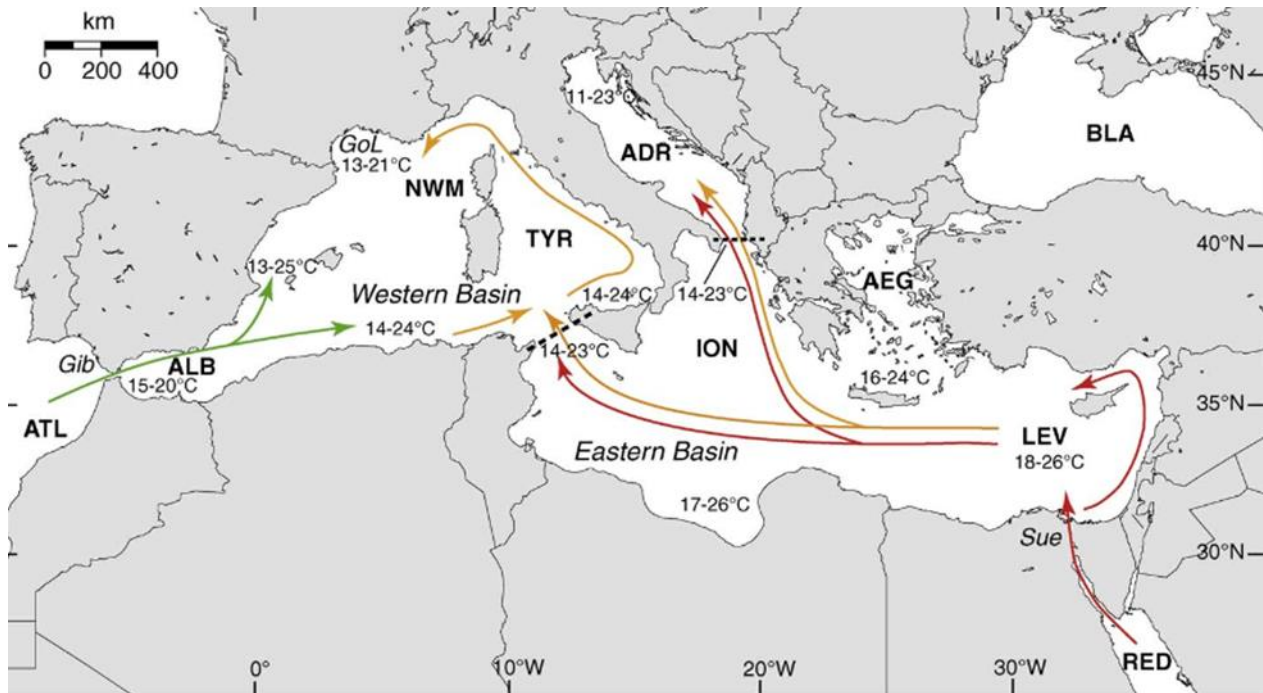 km
0 200 400
45°N
11-23°C
BLA
GoL
13-21°C
ADR
NWM
TYR
40°N
13-25°C
AEG
Western Basin
14-24°C
14-23°C
14-24°C
ION
14-23°C
Gib
ALB
16-24°C
15-20°C
35°N
ATL
LEV
Eastern Basin
18-26°C
17-26°C
Sue
30°N
RED
0°
10°W
20°W
30°W